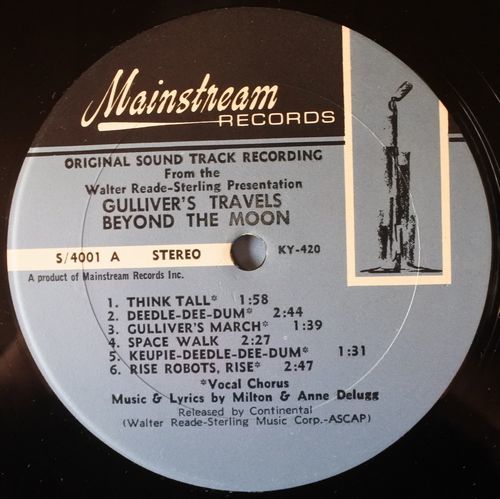 Mainstream
RECORDS
ORIGINAL SOUND TRACK RECORDING
From the
Walter Reade-Sterling Presentation
GULLIVER'S TRAVELS
BEYOND THE MOON
S/4001 A STEREO KY-420
A product of Mainstream Records Inc.
1. THINK TALL* 1:58
2. DEEDLE-DEE-DUM* 2:44
3. GULLIVER'S MARCH* 1:39
4. SPACE WALK 2:27
5. KEUPIE-DEEDLE-DEE-DUM* 1:31
6. RISE ROBOTS, RISE* 2:47
*Vocal Chorus
Music & Lyrics by Milton & Anne Delugg
Released by Continental
(Walter Reade-Sterling Music Corp.-ASCAP)